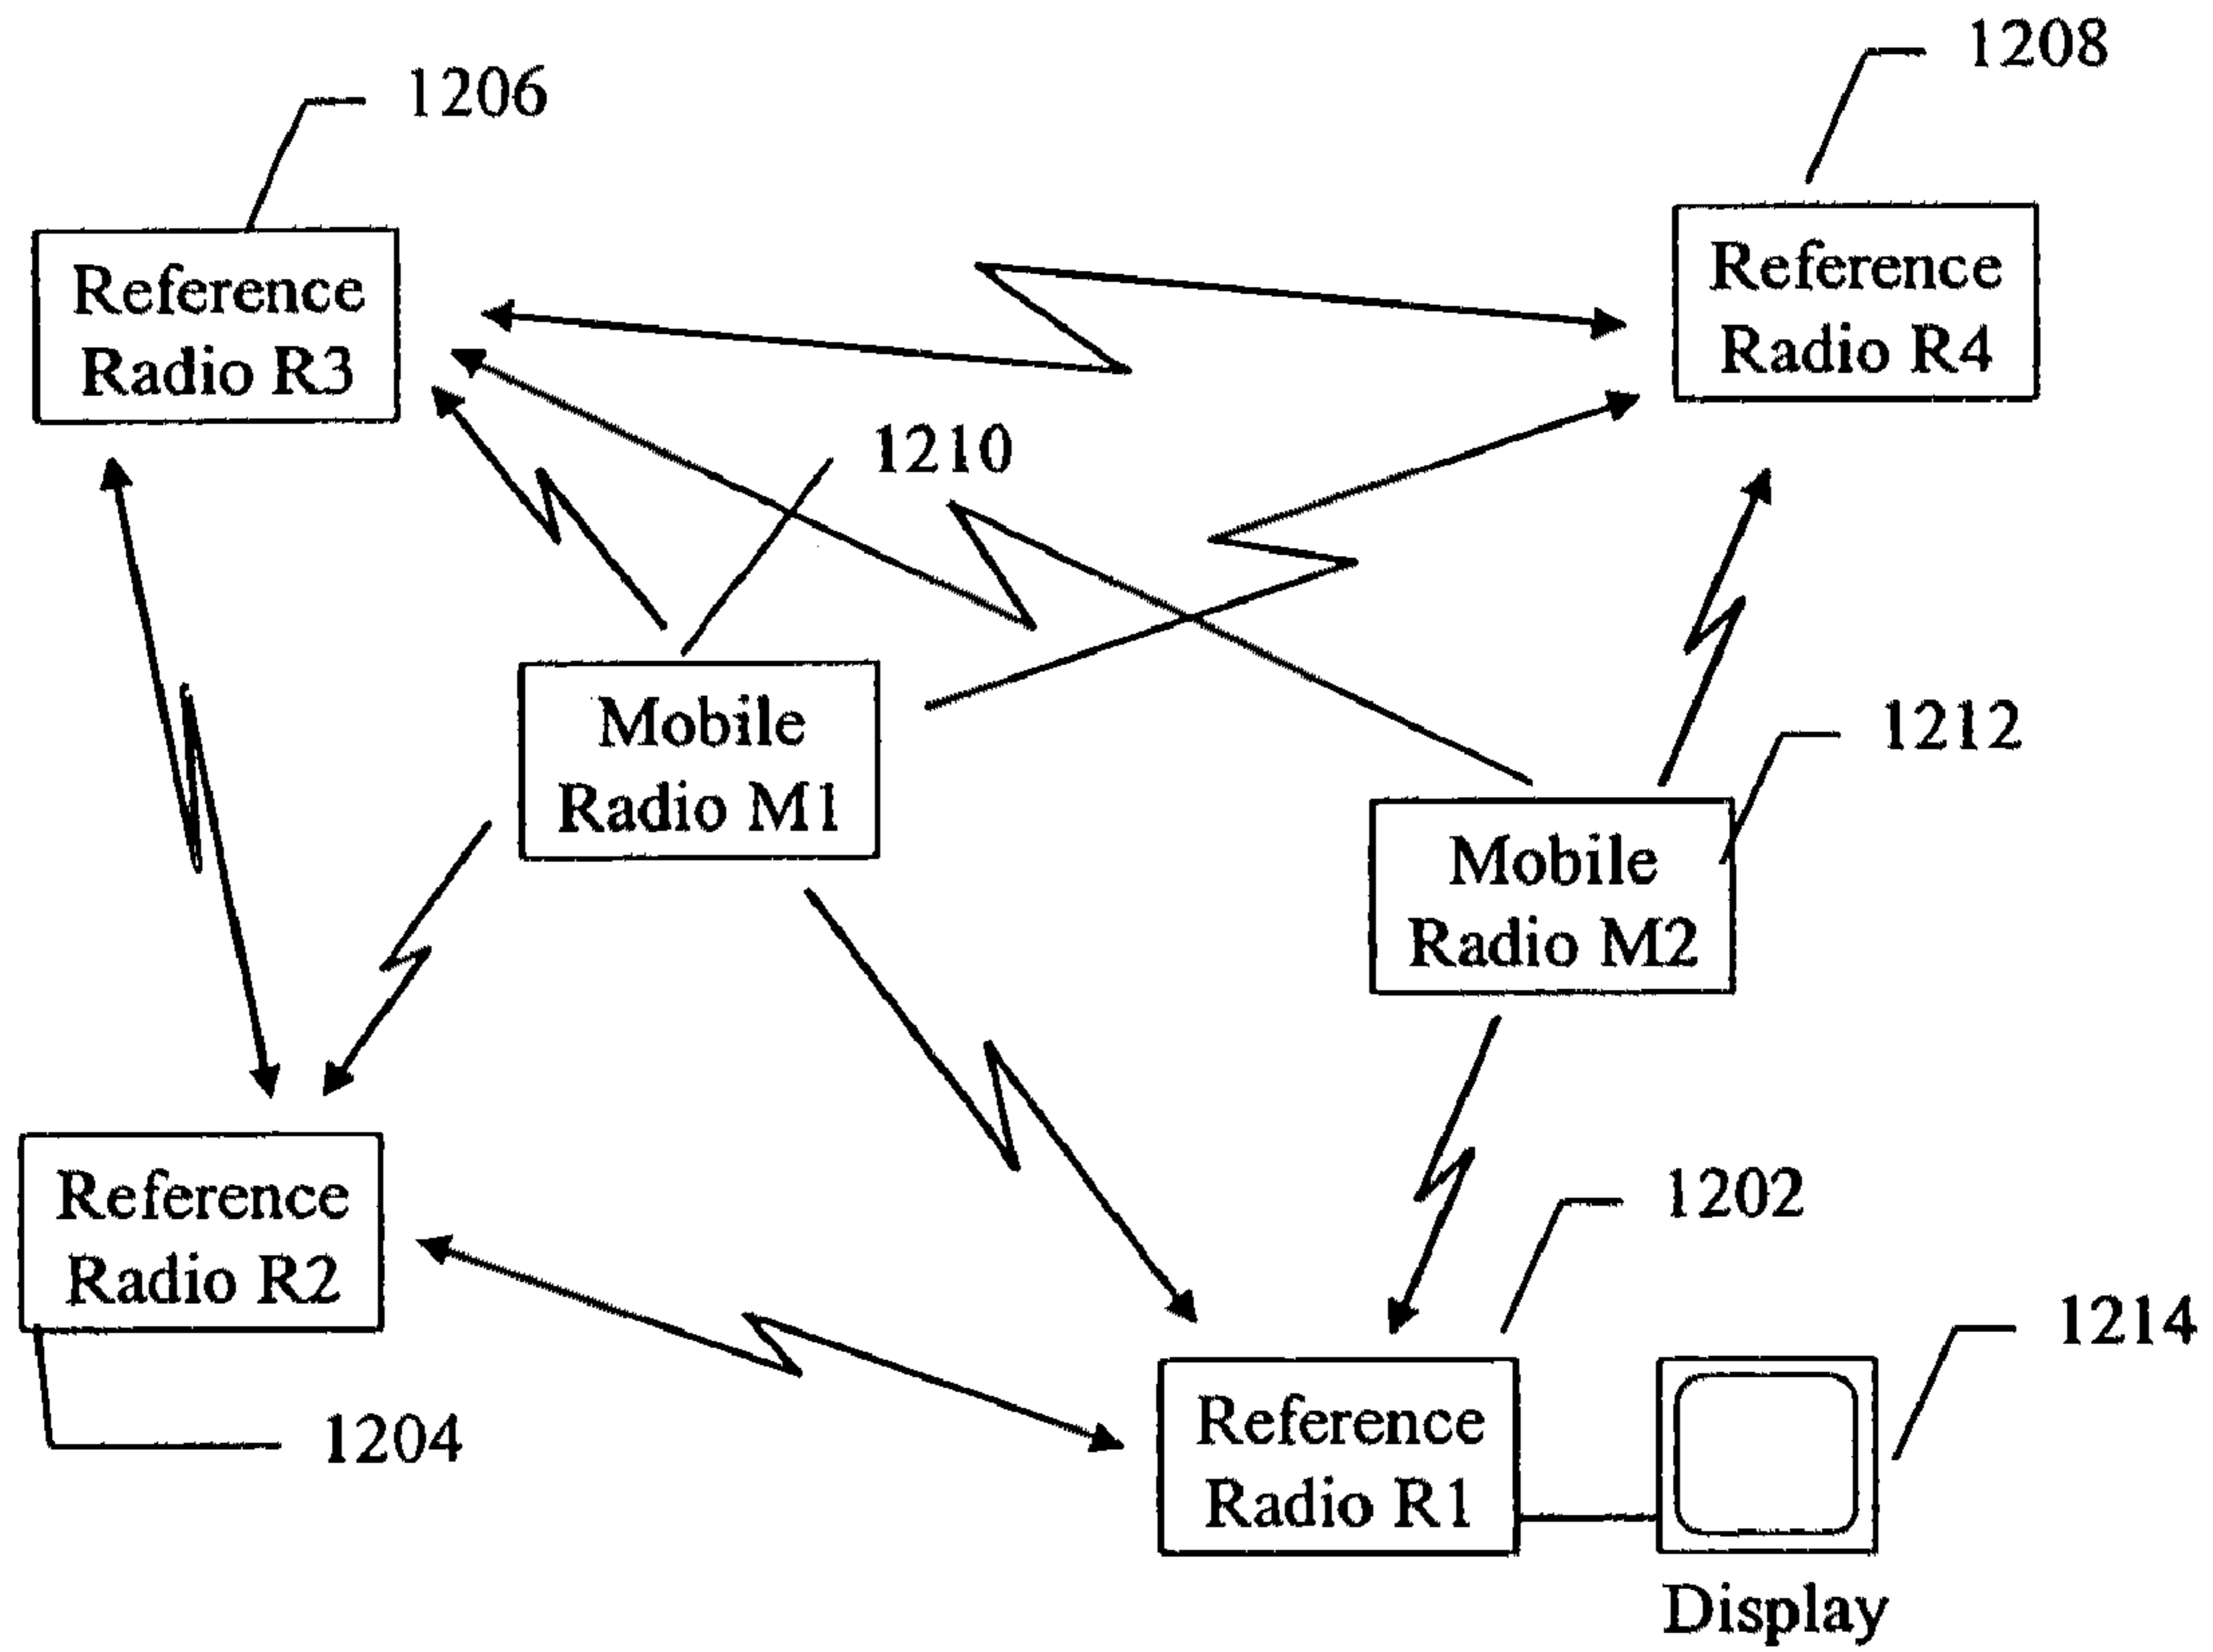 1206
1208
Reference
Radio R3
Reference
Radio R4
1210
Mobile
Radio M1
1212
Mobile
Radio M2
1202
Reference
Radio R2
1214
1204
Reference
Radio R1
Display